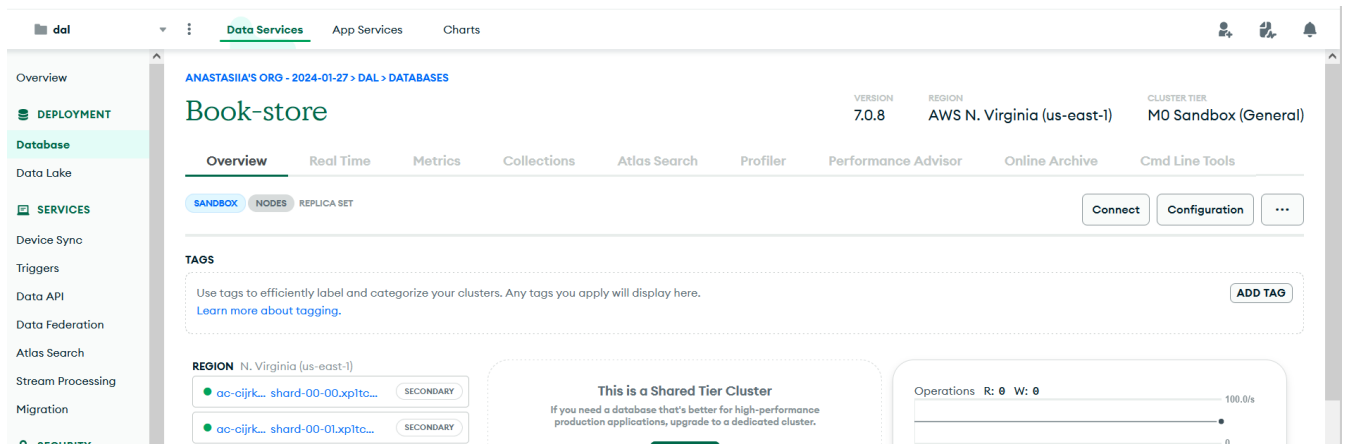 dal
Data Services App Services Charts
Overview
DEPLOYMENT
Database
Data Lake
SERVICES
Device Sync
Triggers
Data API
Data Federation
Atlas Search
Stream Processing
Migration
SECURITY
ANASTASIIA'S ORG - 2024-01-27 > DAL > DATABASES
Book-store
VERSION
7.0.8
REGION
AWS N. Virginia (us-east-1)
CLUSTER TIER
M0 Sandbox (General)
Overview Real Time Metrics Collections Atlas Search Profiler Performance Advisor Online Archive Cmd Line Tools
SANDBOX NODES REPLICA SET
Connect Configuration ...
TAGS
Use tags to efficiently label and categorize your clusters. Any tags you apply will display here.
Learn more about tagging.
ADD TAG
REGION N. Virginia (us-east-1)
ac-cijrk... shard-00-00.xp1tc... SECONDARY
ac-cijrk... shard-00-01.xp1tc... SECONDARY
This is a Shared Tier Cluster
If you need a database that's better for high-performance
production applications, upgrade to a dedicated cluster.
Operations R: 0 W: 0
100.0/s
0